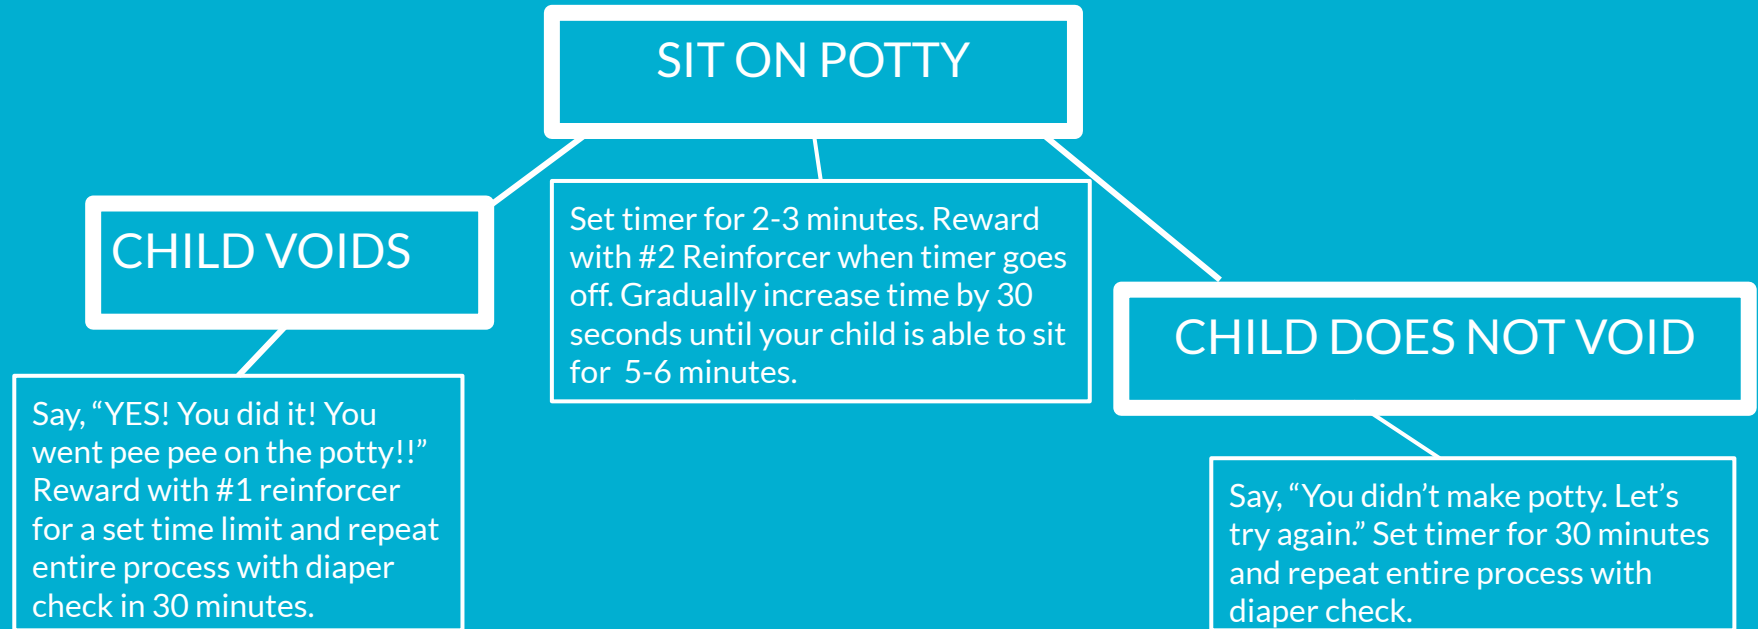 SIT ON POTTY
Set timer for 2-3 minutes. Reward
with #2 Reinforcer when timer goes
off. Gradually increase time by 30
seconds until your child is able to sit
for 5-6 minutes.
CHILD VOIDS
Say, “YES! You did it! You
went pee pee on the potty!!”
Reward with #1 reinforcer
for a set time limit and repeat
entire process with diaper
check in 30 minutes.
CHILD DOES NOT VOID
Say, “You didn’t make potty. Let’s
try again.” Set timer for 30 minutes
and repeat entire process with
diaper check.